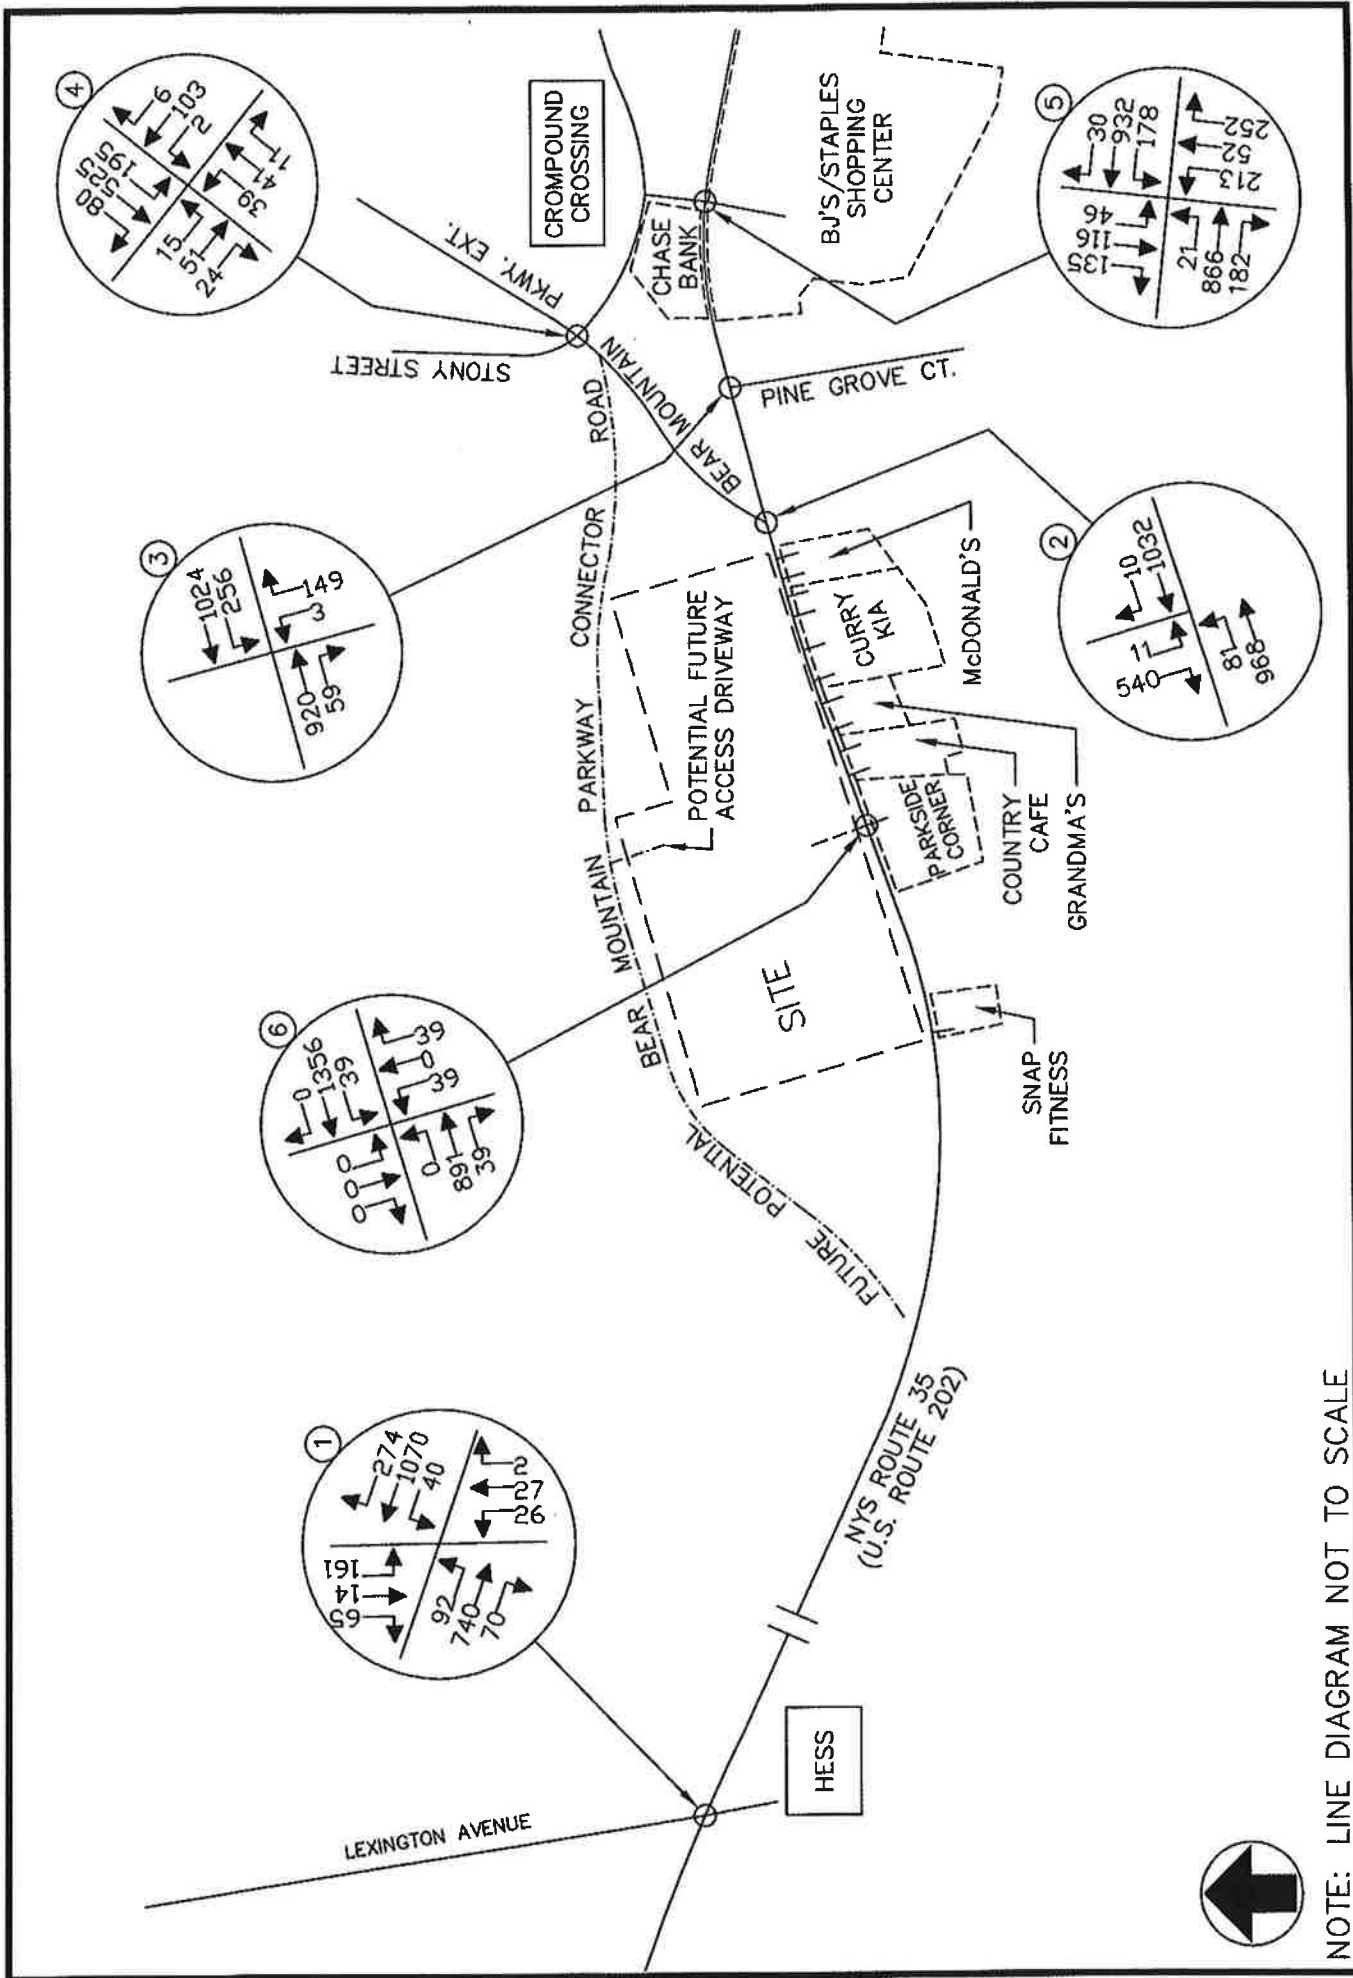 4
80
525
195
6
103
2
15
51
24
39
41
11
3
1024
256
149
3
920
59
6
0
1356
39
0
0
0
39
0
39
0
891
39
1
65
14
161
274
1070
40
92
740
70
26
27
2
5
135
116
46
30
932
178
21
866
182
213
52
252
2
540
11
10
1032
81
968
STONY STREET
PKWY. EXT.
BEAR MOUNTAIN
CROMPOUND
CROSSING
CHASE
BANK
BJ'S/STAPLES
SHOPPING
CENTER
PINE GROVE CT.
FUTURE POTENTIAL BEAR MOUNTAIN PARKWAY CONNECTOR ROAD
POTENTIAL FUTURE
ACCESS DRIVEWAY
SITE
McDONALD'S
CURRY
KIA
GRANDMA'S
COUNTRY
CAFE
PARKSIDE
CORNER
SNAP
FITNESS
NYS ROUTE 35
(U.S. ROUTE 202)
LEXINGTON AVENUE
HESS
NOTE: LINE DIAGRAM NOT TO SCALE